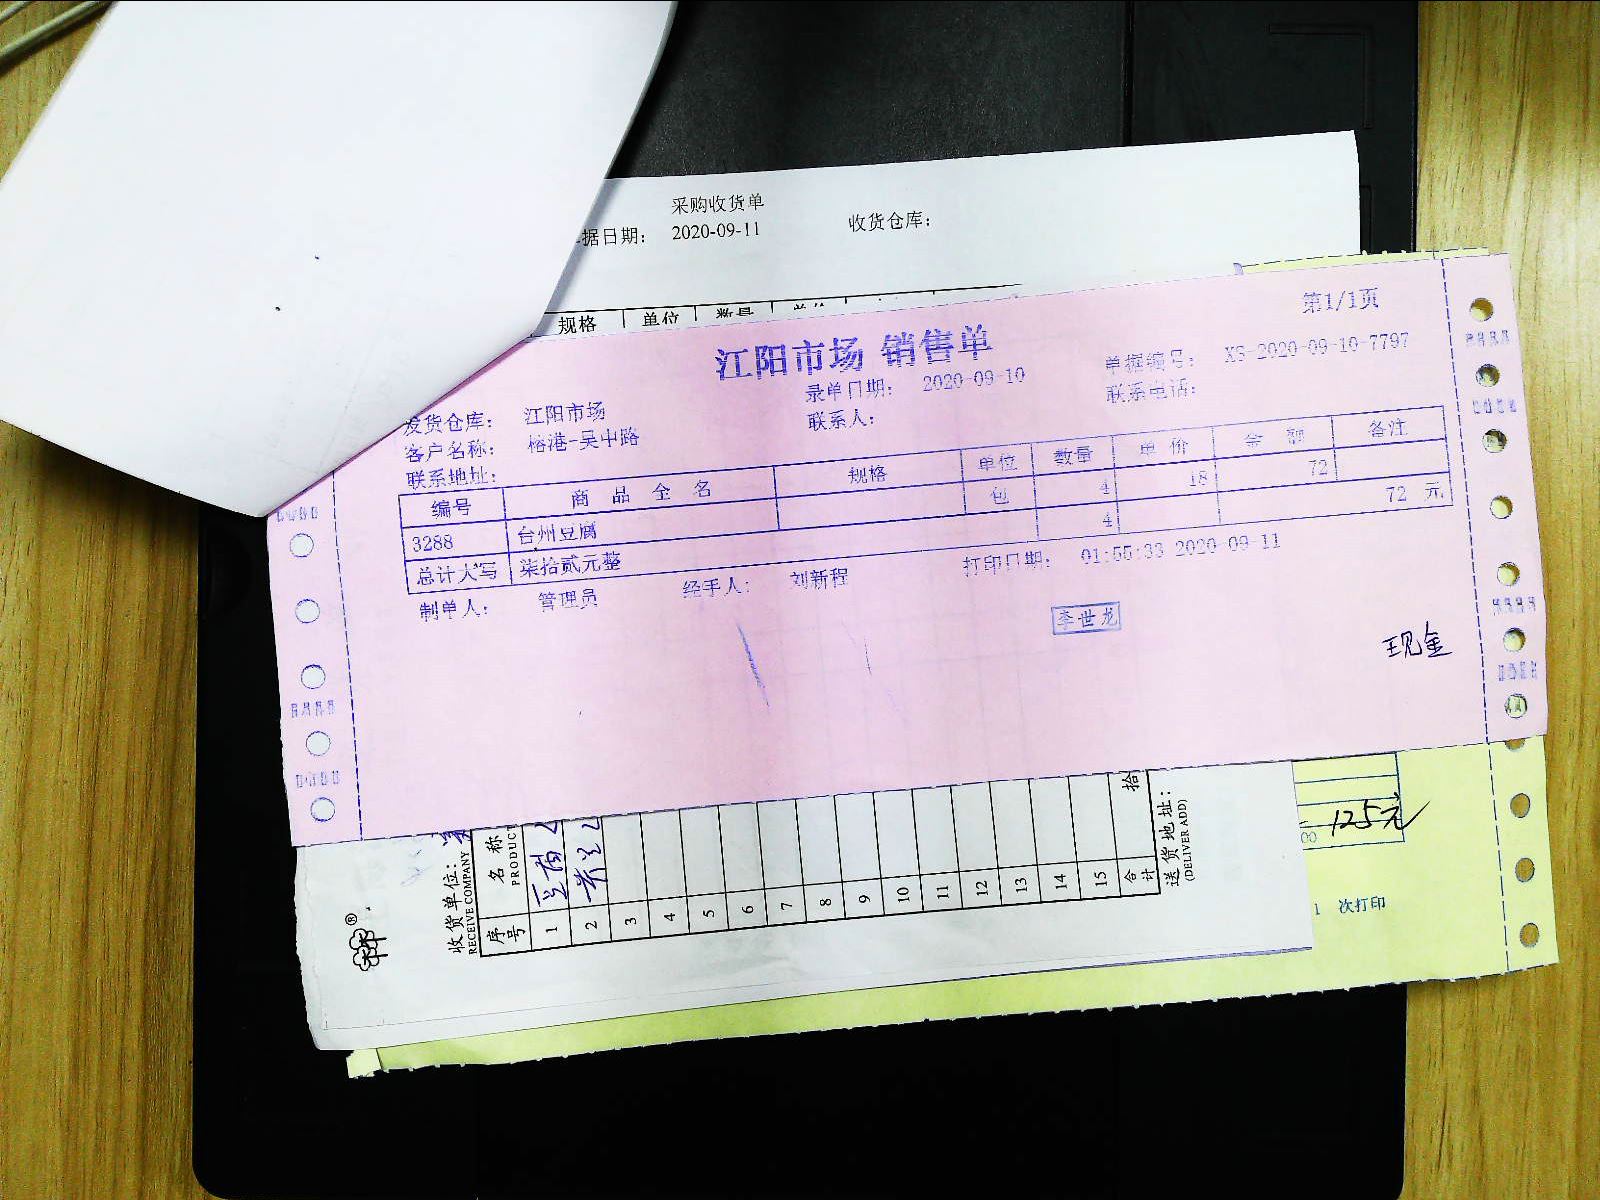 采购收货单
据日期： 2020-09-11 收货仓库：
规格 单位 数量 单价
第1/1页
江阳市场 销售单
录单日期： 2020-09-10 单据编号： XS-2020-09-10-7797
发货仓库： 江阳市场 联系人： 联系电话：
客户名称： 榕港-吴中路
联系地址：
编号 商 品 全 名 规格 单位 数量 单 价 金 额 备注
3288 台州豆腐 包 4 18 72
总计大写 柒拾贰元整 4 72 元
制单人： 管理员 经手人： 刘新程 打印日期： 01:55:33 2020-09-11
李世龙
现金
收货单位：
RECEIVE COMPANY
序号 名 称
PRODUCT
1
2
3
4
5
6
7
8
9
10
11
12
13
14
15
合计 拾
送货地址：
(DELIVER ADD)
125元
1 次打印